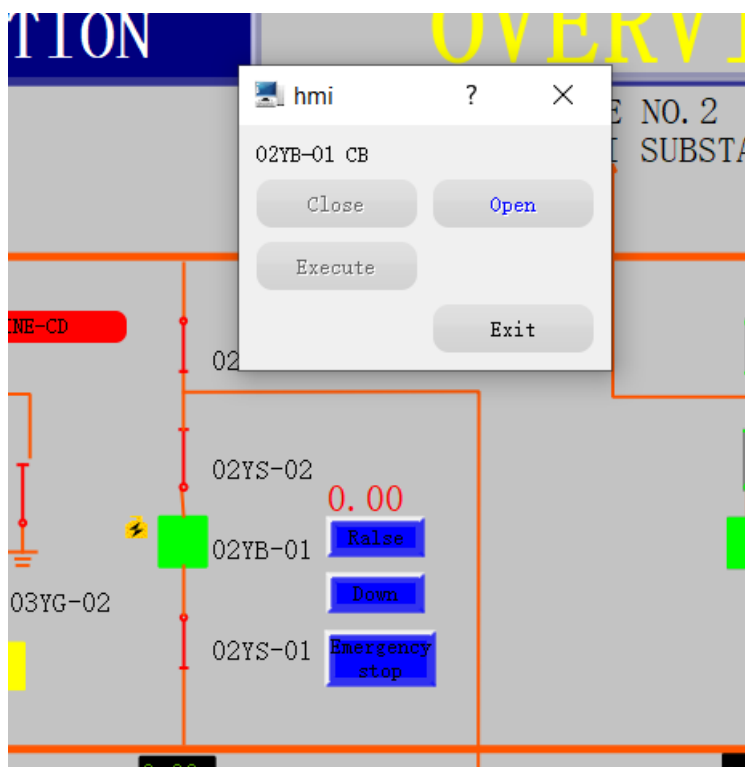 TION
OVERVI
hmi
?
E NO.2
SUBSTA
02YB-01 CB
Close
Open
Execute
Exit
INE-CD
02
02YS-02
0.00
Ralse
02YB-01
Down
03YG-02
02YS-01
Emergency
stop